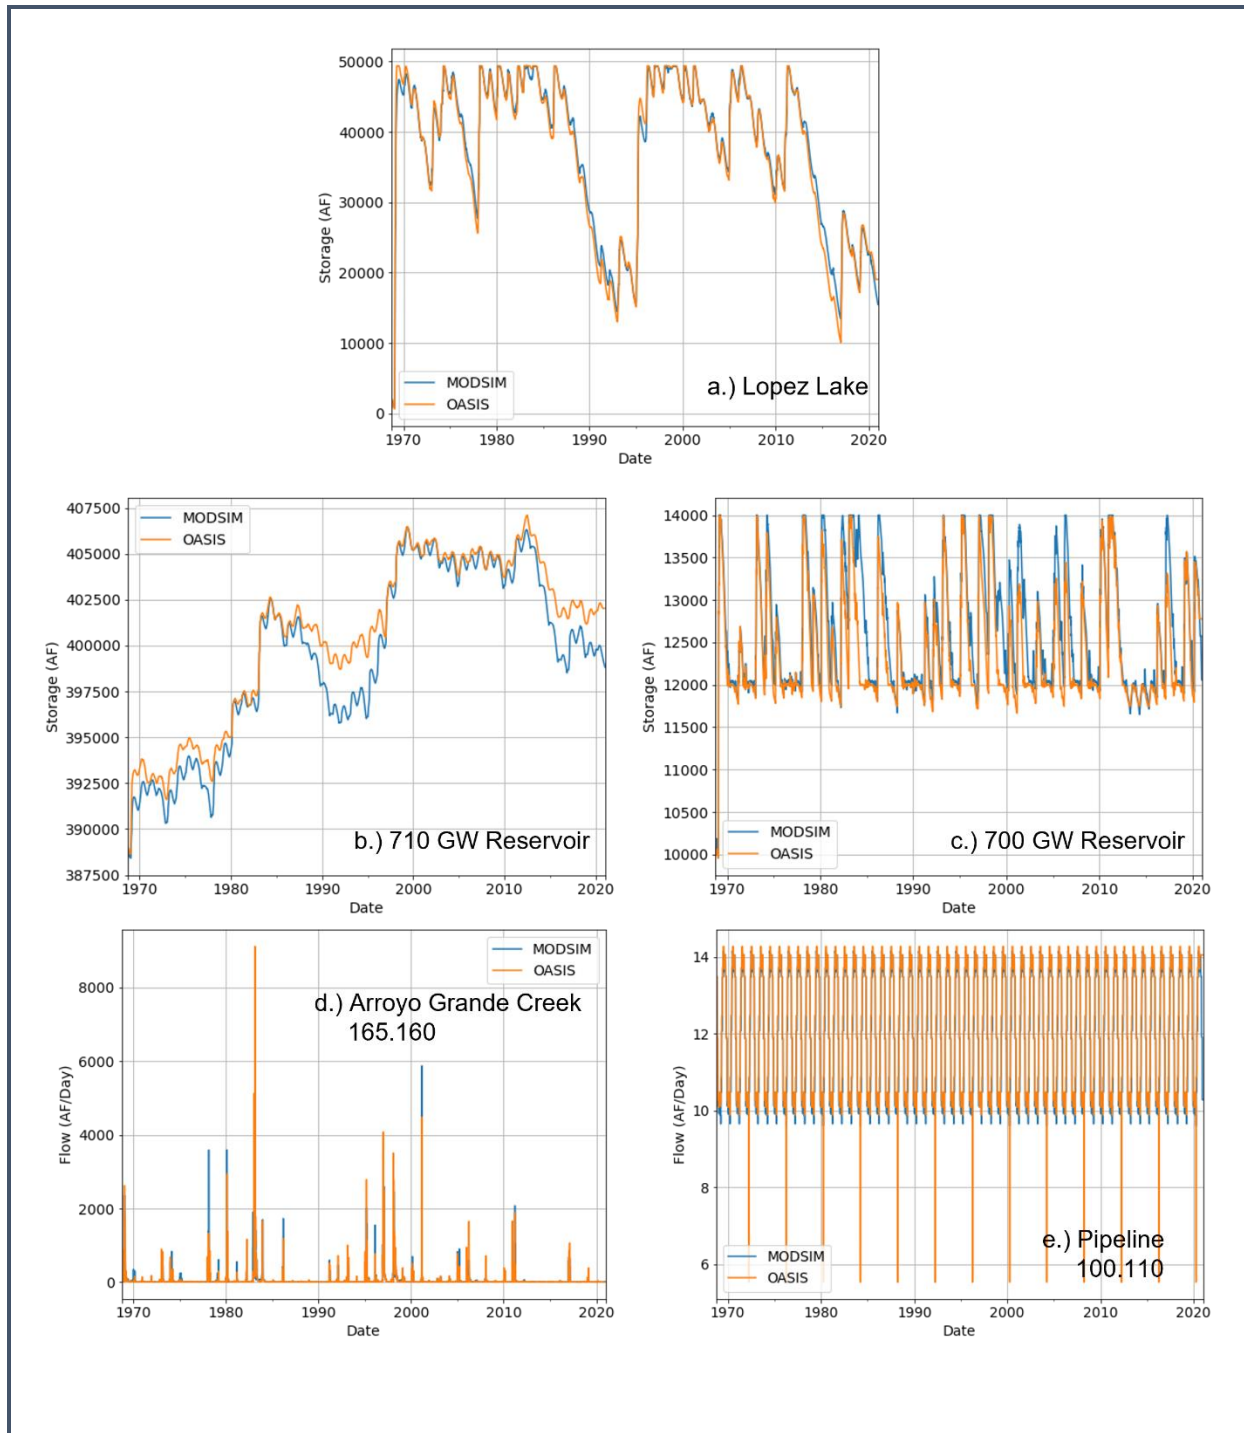 50000
40000
30000
20000
10000
0
Storage (AF)
MODSIM
OASIS
a.) Lopez Lake
1970 1980 1990 2000 2010 2020
Date
407500
405000
402500
400000
397500
395000
392500
390000
387500
Storage (AF)
MODSIM
OASIS
b.) 710 GW Reservoir
1970 1980 1990 2000 2010 2020
Date
14000
13500
13000
12500
12000
11500
11000
10500
10000
Storage (AF)
MODSIM
OASIS
c.) 700 GW Reservoir
1970 1980 1990 2000 2010 2020
Date
8000
6000
4000
2000
0
Flow (AF/Day)
MODSIM
OASIS
d.) Arroyo Grande Creek
165.160
1970 1980 1990 2000 2010 2020
Date
14
12
10
8
6
Flow (AF/Day)
MODSIM
OASIS
e.) Pipeline
100.110
1970 1980 1990 2000 2010 2020
Date